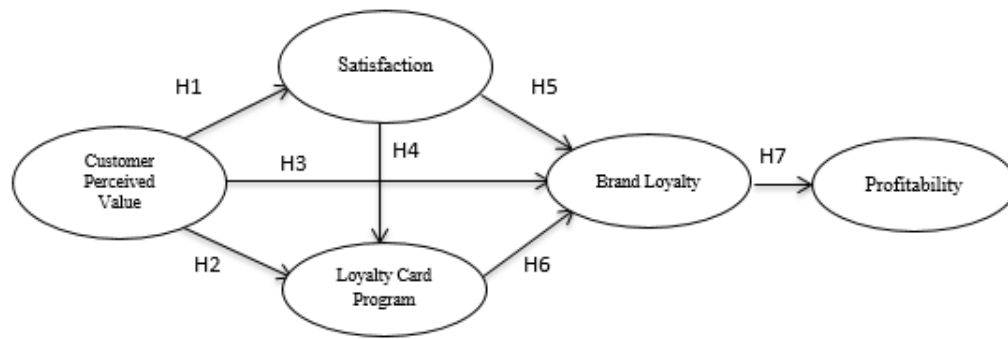 Satisfaction
H1
H5
Customer
Perceived
Value
H3
H4
Brand Loyalty
H7
Profitability
H2
Loyalty Card
Program
H6